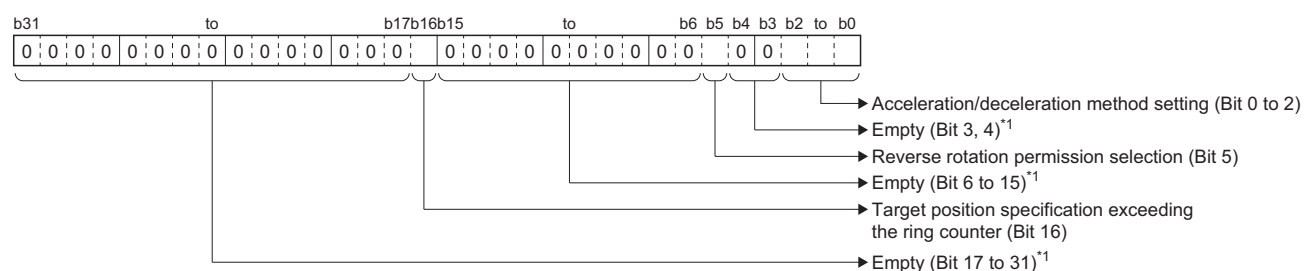 b31 to b17 b16 b15 to b6 b5 b4 b3 b2 to b0
0 0 0 0 0 0 0 0 0 0 0 0 0 0 0 0 0 0 0 0 0 0 0 0 0 0 0
Acceleration/deceleration method setting (Bit 0 to 2)
Empty (Bit 3, 4)*1
Reverse rotation permission selection (Bit 5)
Empty (Bit 6 to 15)*1
Target position specification exceeding
the ring counter (Bit 16)
Empty (Bit 17 to 31)*1